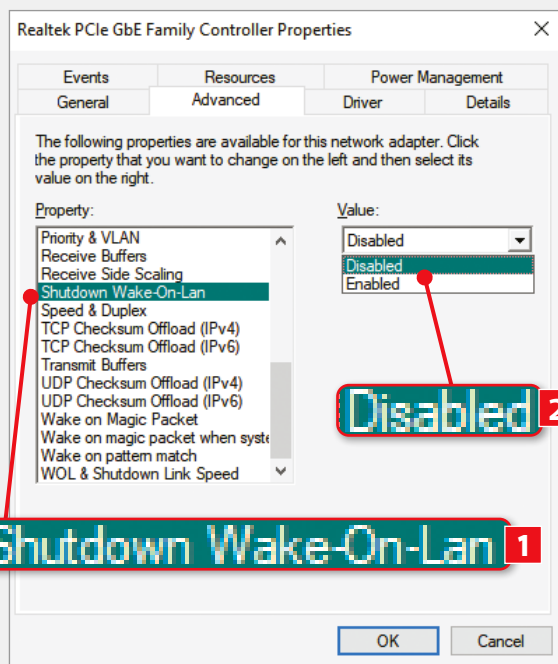 Realtek PCIe GbE Family Controller Properties
Events Resources Power Management
General Advanced Driver Details
The following properties are available for this network adapter. Click
the property that you want to change on the left and then select its
value on the right.
Property:
Priority & VLAN
Receive Buffers
Receive Side Scaling
Shutdown Wake-On-Lan
Speed & Duplex
TCP Checksum Offload (IPv4)
TCP Checksum Offload (IPv6)
Transmit Buffers
UDP Checksum Offload (IPv4)
UDP Checksum Offload (IPv6)
Wake on Magic Packet
Wake on magic packet when syste
Wake on pattern match
WOL & Shutdown Link Speed
Value:
Disabled
Disabled
Enabled
Disabled 2
Shutdown Wake-On-Lan 1
OK Cancel